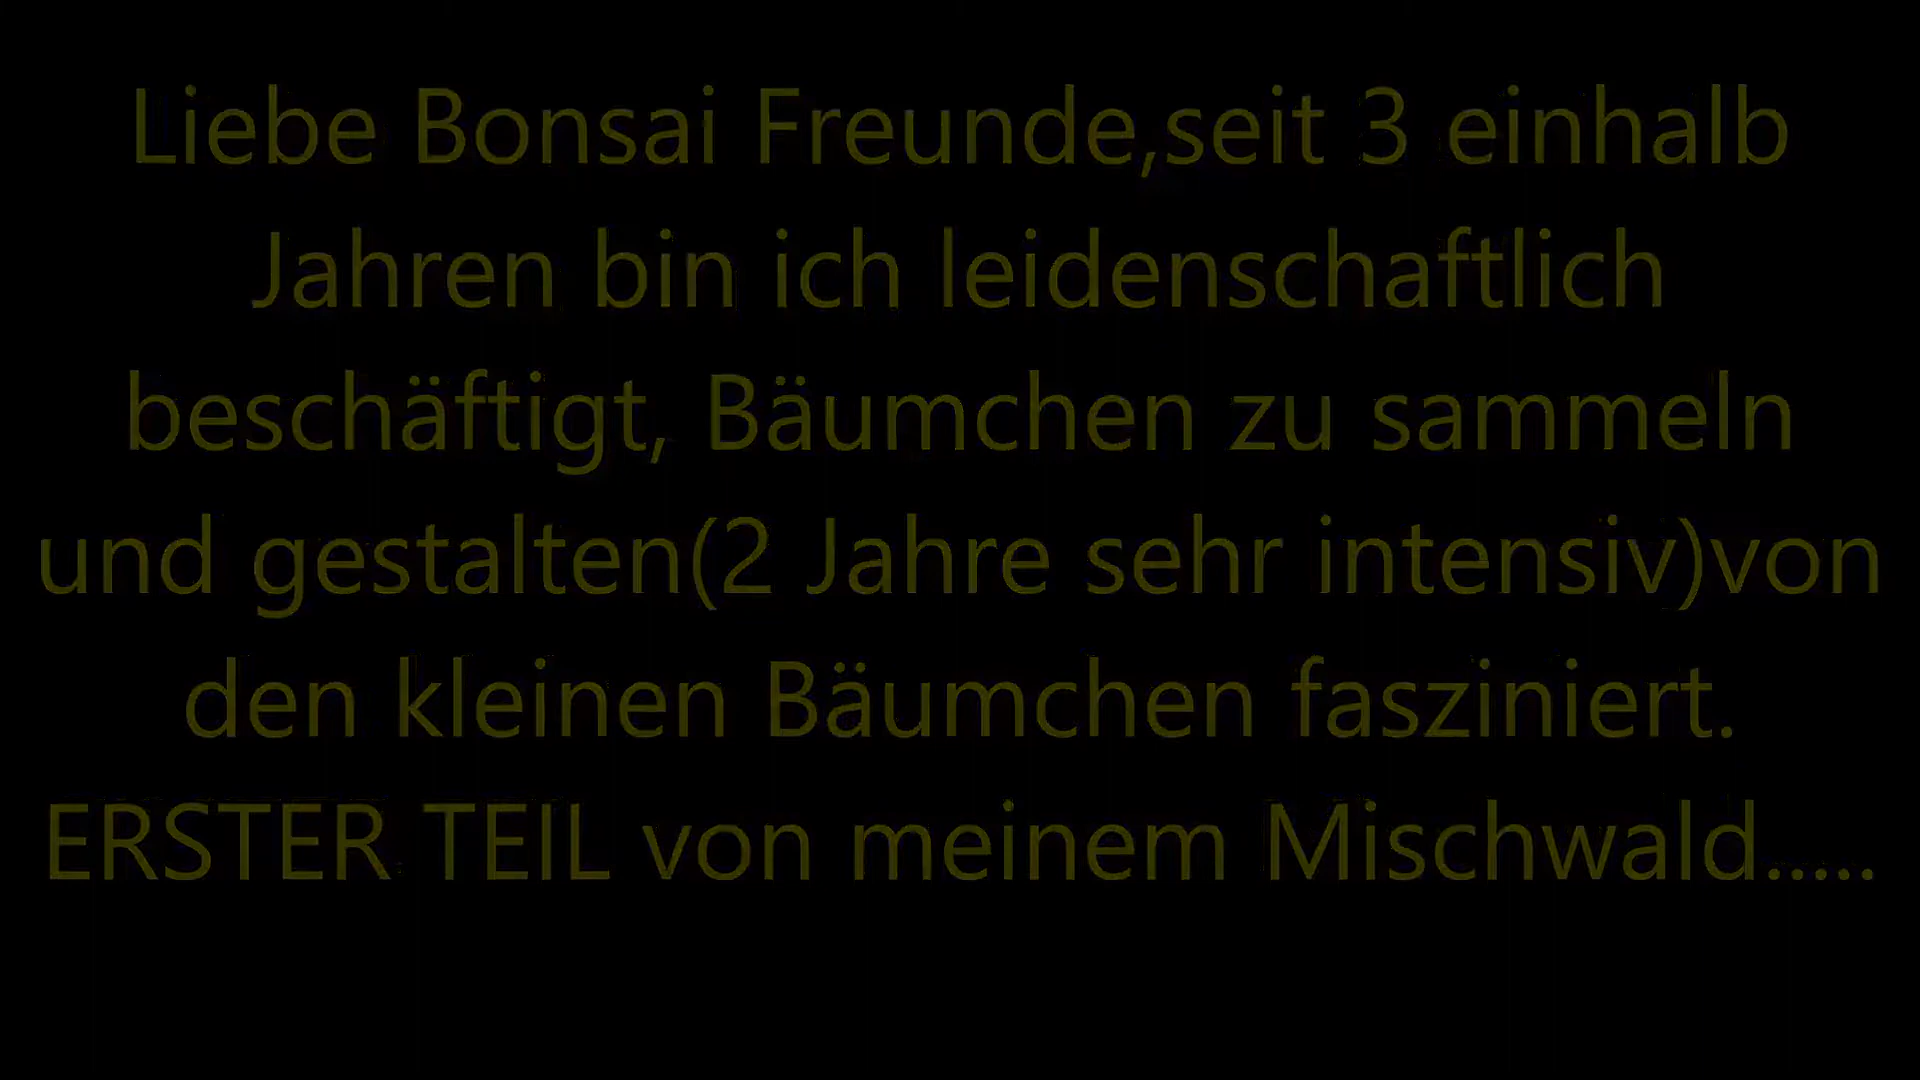 Liebe Bonsai Freunde,seit 3 einhalb
Jahren bin ich leidenschaftlich
beschäftigt, Bäumchen zu sammeln
und gestalten(2 Jahre sehr intensiv)von
den kleinen Bäumchen fasziniert.
ERSTER TEIL von meinem Mischwald.....